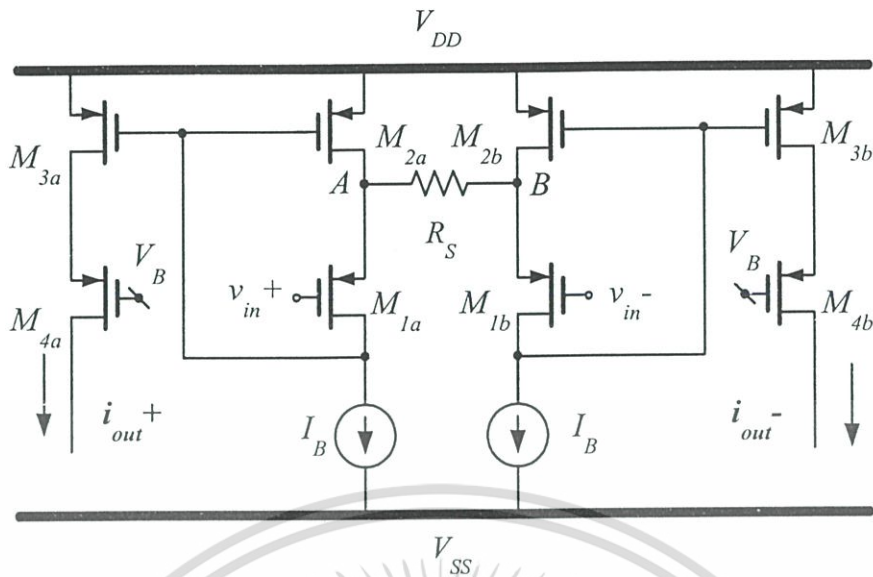 V_DD
M_3a
M_2a
M_2b
M_3b
A
B
R_S
V_B
V_B
v_in+
M_1a
M_1b
v_in-
M_4a
M_4b
i_out+
I_B
I_B
i_out-
V_SS